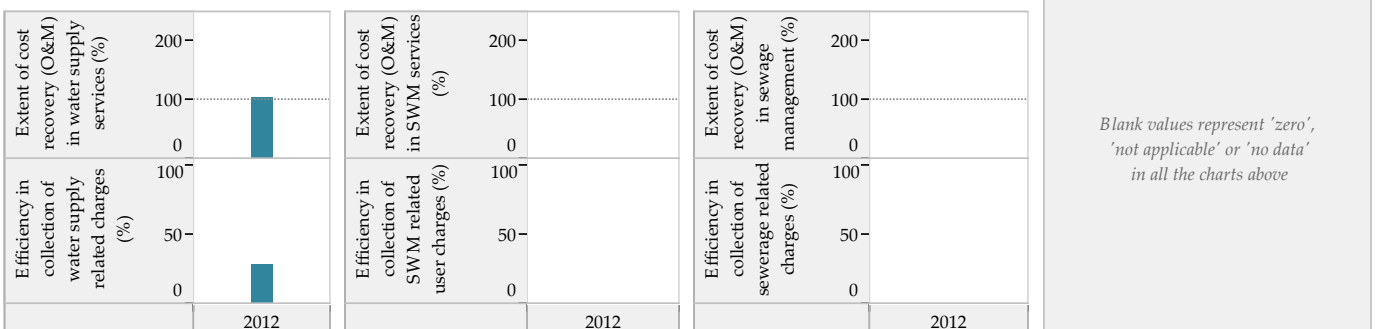 Extent of cost
recovery (O&M)
in water supply
services (%)
200
100
0
Efficiency in
collection of
water supply
related charges
(%)
100
50
0
2012
Extent of cost
recovery (O&M)
in SWM services
(%)
200
100
0
Efficiency in
collection of
SWM related
user charges (%)
100
50
0
2012
Extent of cost
recovery (O&M)
in sewage
management (%)
200
100
0
Efficiency in
collection of
sewerage related
charges (%)
100
50
0
2012
Blank values represent 'zero',
'not applicable' or 'no data'
in all the charts above